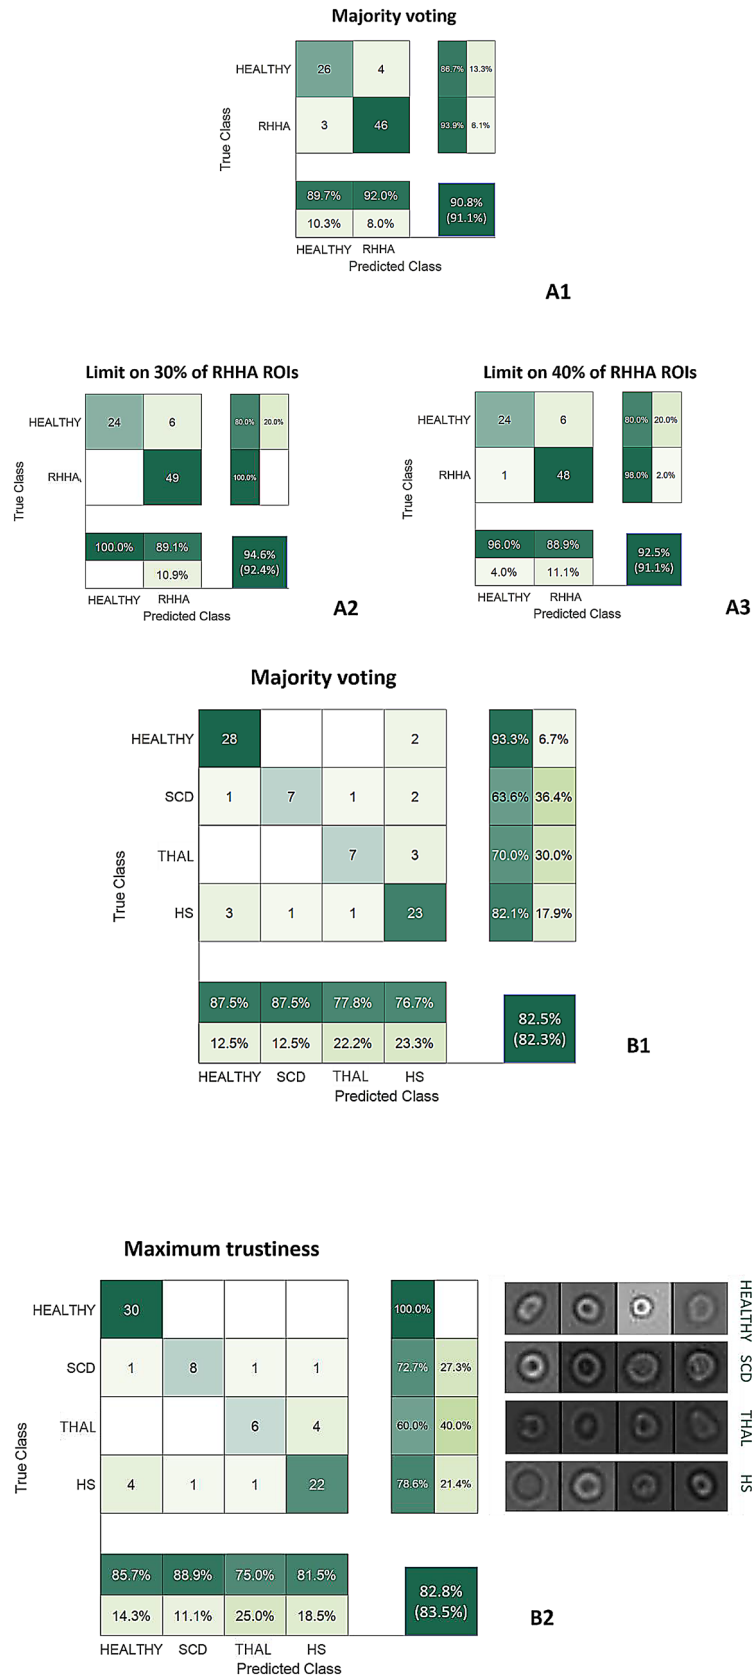 Majority voting
HEALTHY 26 4 86.7% 13.3%
RHHA 3 46 93.9% 6.1%
True Class
89.7% 92.0% 90.8%
10.3% 8.0% (91.1%)
HEALTHY RHHA
Predicted Class
A1
Limit on 30% of RHHA ROIs
HEALTHY 24 6 80.0% 20.0%
RHHA 49 100.0%
True Class
100.0% 89.1% 94.6%
10.9% (92.4%)
HEALTHY RHHA
Predicted Class
A2
Limit on 40% of RHHA ROIs
HEALTHY 24 6 80.0% 20.0%
RHHA 1 48 98.0% 2.0%
True Class
96.0% 88.9% 92.5%
4.0% 11.1% (91.1%)
HEALTHY RHHA
Predicted Class
A3
Majority voting
HEALTHY 28 2 93.3% 6.7%
SCD 1 7 1 2 63.6% 36.4%
THAL 7 3 70.0% 30.0%
HS 3 1 1 23 82.1% 17.9%
True Class
87.5% 87.5% 77.8% 76.7% 82.5%
12.5% 12.5% 22.2% 23.3% (82.3%)
HEALTHY SCD THAL HS
Predicted Class
B1
Maximum trustiness
HEALTHY 30 100.0%
SCD 1 8 1 1 72.7% 27.3%
THAL 6 4 60.0% 40.0%
HS 4 1 1 22 78.6% 21.4%
True Class
85.7% 88.9% 75.0% 81.5% 82.8%
14.3% 11.1% 25.0% 18.5% (83.5%)
HEALTHY SCD THAL HS
Predicted Class
HEALTHY
SCD
THAL
HS
B2